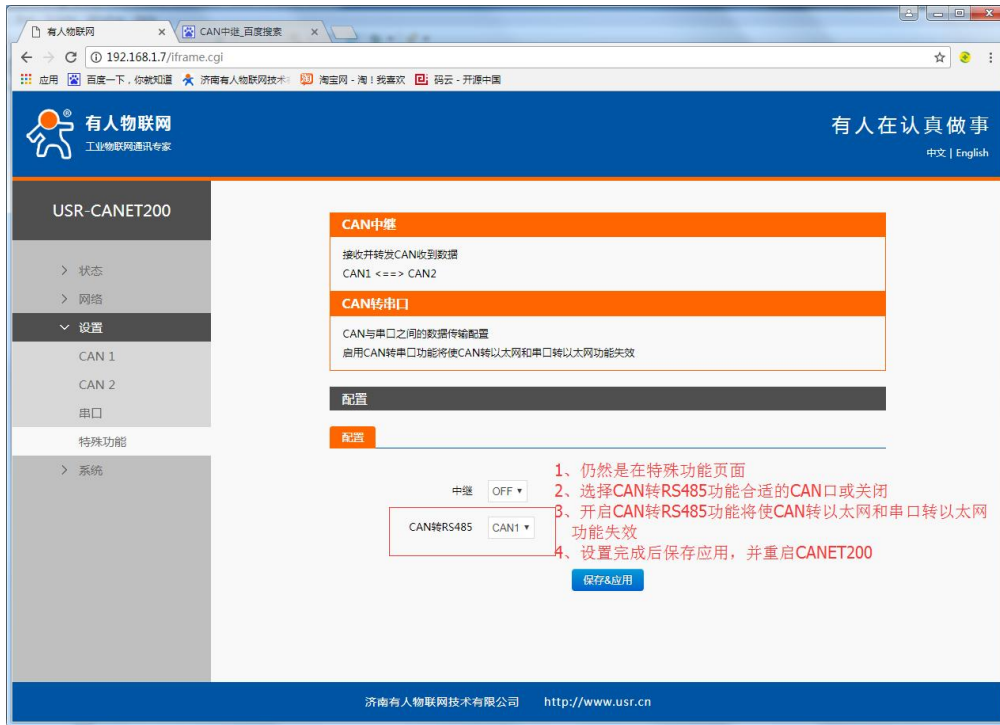 有人物联网
CAN中继_百度搜索
192.168.1.7/iframe.cgi
应用 百度一下，你就知道 济南有人物联网技术 淘宝网 - 淘！我喜欢 码云 - 开源中国
有人物联网
工业物联网通讯专家
有人在认真做事
中文 | English
USR-CANET200
状态
网络
设置
CAN 1
CAN 2
串口
特殊功能
系统
CAN中继
接收并转发CAN收到数据
CAN1 <==> CAN2
CAN转串口
CAN与串口之间的数据传输配置
启用CAN转串口功能将使CAN转以太网和串口转以太网功能失效
配置
配置
中继 OFF
CAN转RS485 CAN1
1、仍然是在特殊功能页面
2、选择CAN转RS485功能合适的CAN口或关闭
3、开启CAN转RS485功能将使CAN转以太网和串口转以太网
功能失效
4、设置完成后保存应用，并重启CANET200
保存&应用
济南有人物联网技术有限公司 http://www.usr.cn